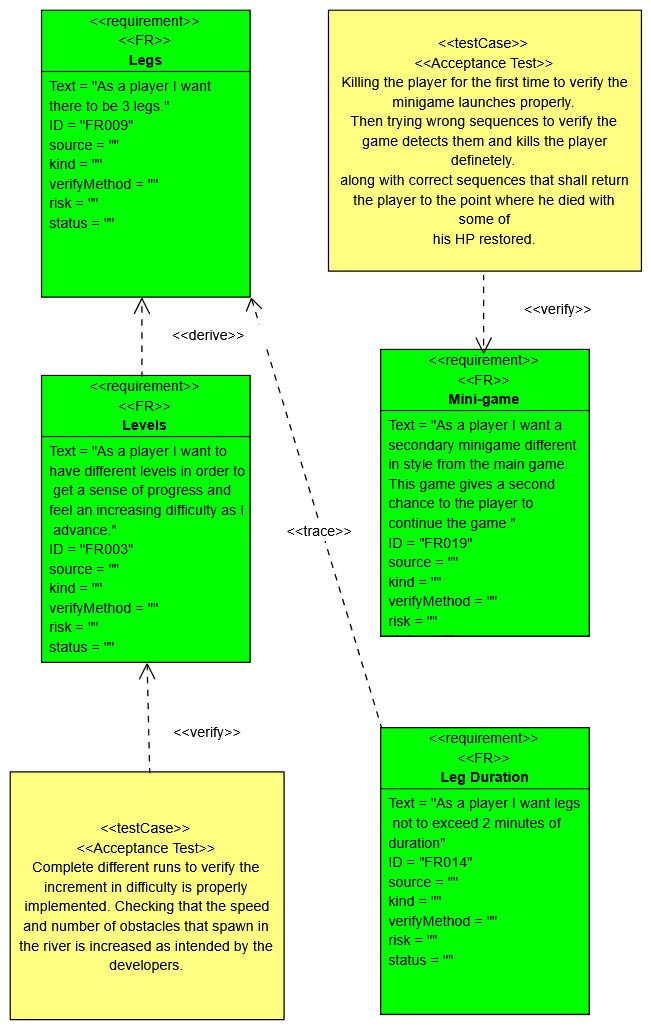 <<requirement>>
<<FR>>
Legs
Text = "As a player I want
there to be 3 legs."
ID = "FR009"
source = ""
kind = ""
verifyMethod = ""
risk = ""
status = ""
<<testCase>>
<<Acceptance Test>>
Killing the player for the first time to verify the
minigame launches properly.
Then trying wrong sequences to verify the
game detects them and kills the player
definetely.
along with correct sequences that shall return
the player to the point where he died with
some of
his HP restored.
<<derive>>
<<verify>>
<<requirement>>
<<FR>>
Levels
Text = "As a player I want to
have different levels in order to
get a sense of progress and
feel an increasing difficulty as I
advance."
ID = "FR003"
source = ""
kind = ""
verifyMethod = ""
risk = ""
status = ""
<<requirement>>
<<FR>>
Mini-game
Text = "As a player I want a
secondary minigame different
in style from the main game.
This game gives a second
chance to the player to
continue the game."
ID = "FR019"
source = ""
kind = ""
verifyMethod = ""
risk = ""
<<trace>>
<<verify>>
<<testCase>>
<<Acceptance Test>>
Complete different runs to verify the
increment in difficulty is properly
implemented. Checking that the speed
and number of obstacles that spawn in
the river is increased as intended by the
developers.
<<requirement>>
<<FR>>
Leg Duration
Text = "As a player I want legs
not to exceed 2 minutes of
duration"
ID = "FR014"
source = ""
kind = ""
verifyMethod = ""
risk = ""
status = ""